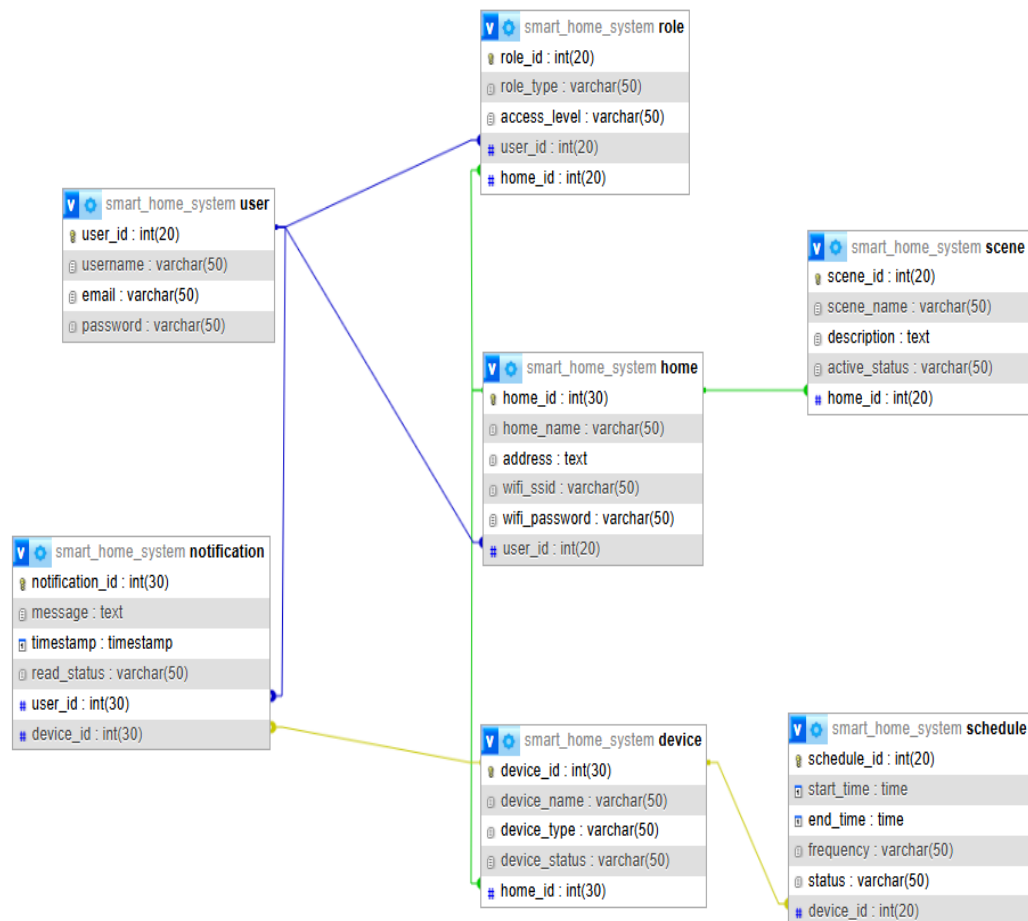 smart_home_system role
role_id : int(20)
role_type : varchar(50)
access_level : varchar(50)
# user_id : int(20)
# home_id : int(20)
smart_home_system user
user_id : int(20)
username : varchar(50)
email : varchar(50)
password : varchar(50)
smart_home_system scene
scene_id : int(20)
scene_name : varchar(50)
description : text
active_status : varchar(50)
# home_id : int(20)
smart_home_system home
home_id : int(30)
home_name : varchar(50)
address : text
wifi_ssid : varchar(50)
wifi_password : varchar(50)
# user_id : int(20)
smart_home_system notification
notification_id : int(30)
message : text
timestamp : timestamp
read_status : varchar(50)
# user_id : int(30)
# device_id : int(30)
smart_home_system device
device_id : int(30)
device_name : varchar(50)
device_type : varchar(50)
device_status : varchar(50)
# home_id : int(30)
smart_home_system schedule
schedule_id : int(20)
start_time : time
end_time : time
frequency : varchar(50)
status : varchar(50)
# device_id : int(20)